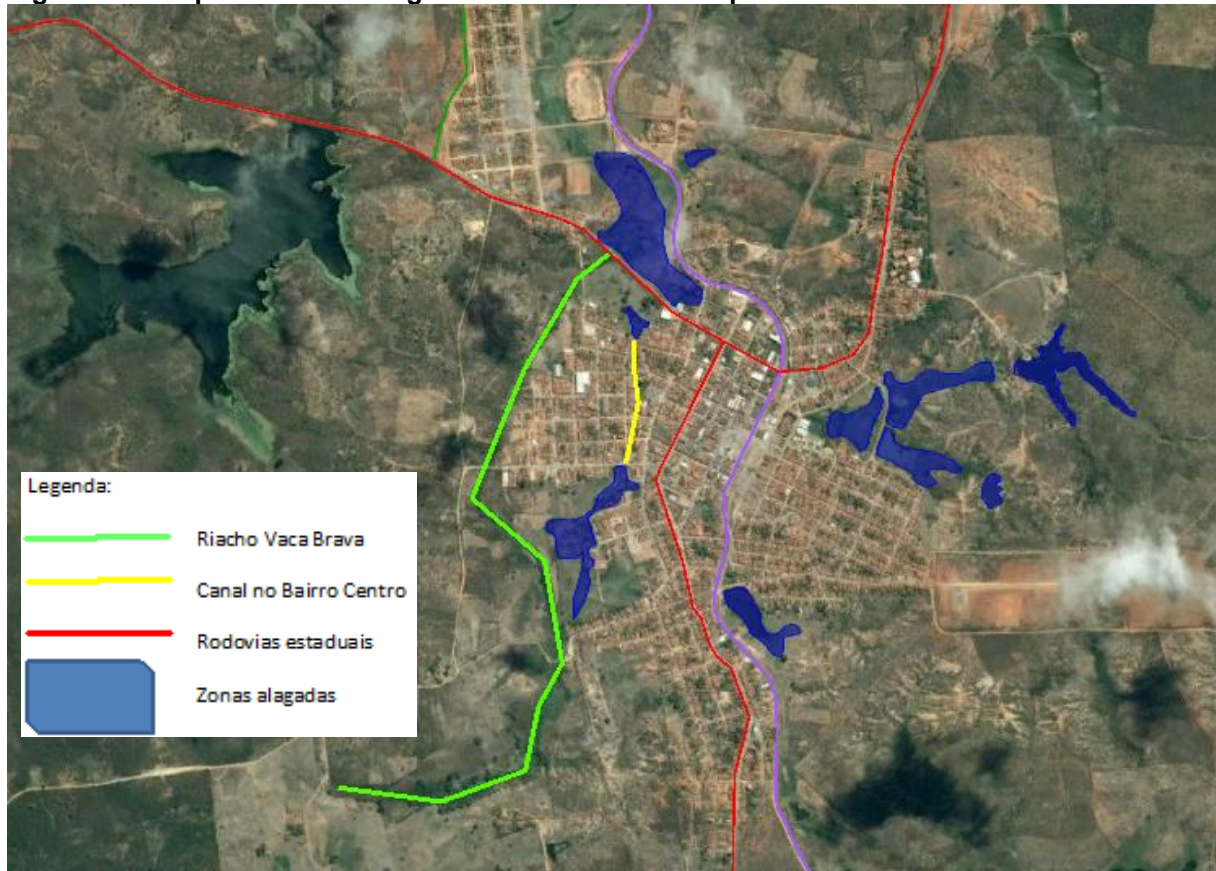 Legenda:
Riacho Vaca Brava
Canal no Bairro Centro
Rodovias estaduais
Zonas alagadas